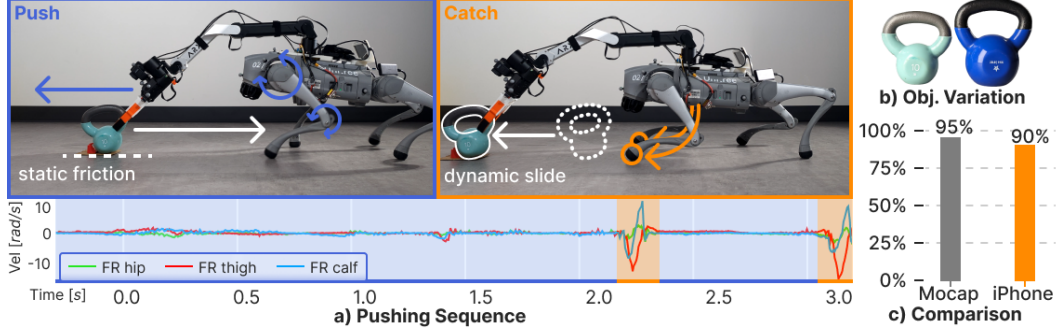 Push
static friction
Catch
dynamic slide
b) Obj. Variation
10
Vel [rad/s]
10
0
-10
FR hip
FR thigh
FR calf
Time [s]
0.0
0.5
1.0
1.5
2.0
2.5
3.0
a) Pushing Sequence
100%
75%
50%
25%
0%
95%
90%
Mocap
iPhone
c) Comparison